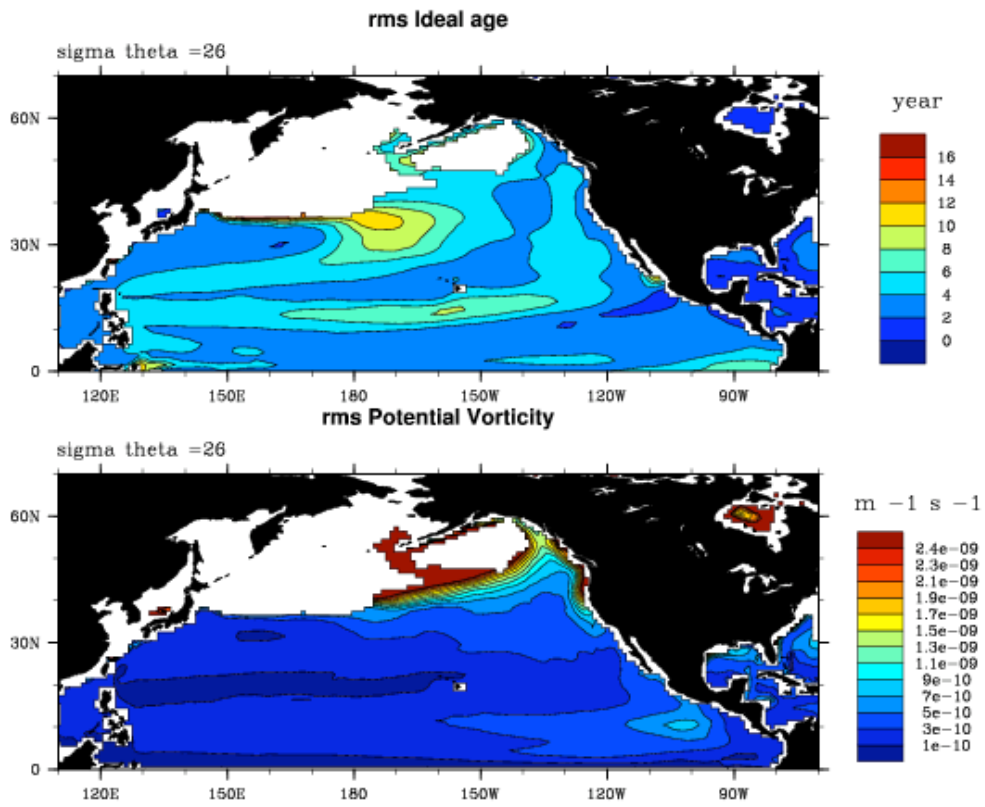 rms Ideal age
sigma theta =26
year
60N
30N
0
120E 150E 180 150W 120W 90W
16
14
12
10
8
6
4
2
0
rms Potential Vorticity
sigma theta =26
m -1 s -1
60N
30N
0
120E 150E 180 150W 120W 90W
2.4e-09
2.3e-09
2.1e-09
1.9e-09
1.7e-09
1.5e-09
1.3e-09
1.1e-09
9e-10
7e-10
5e-10
3e-10
1e-10